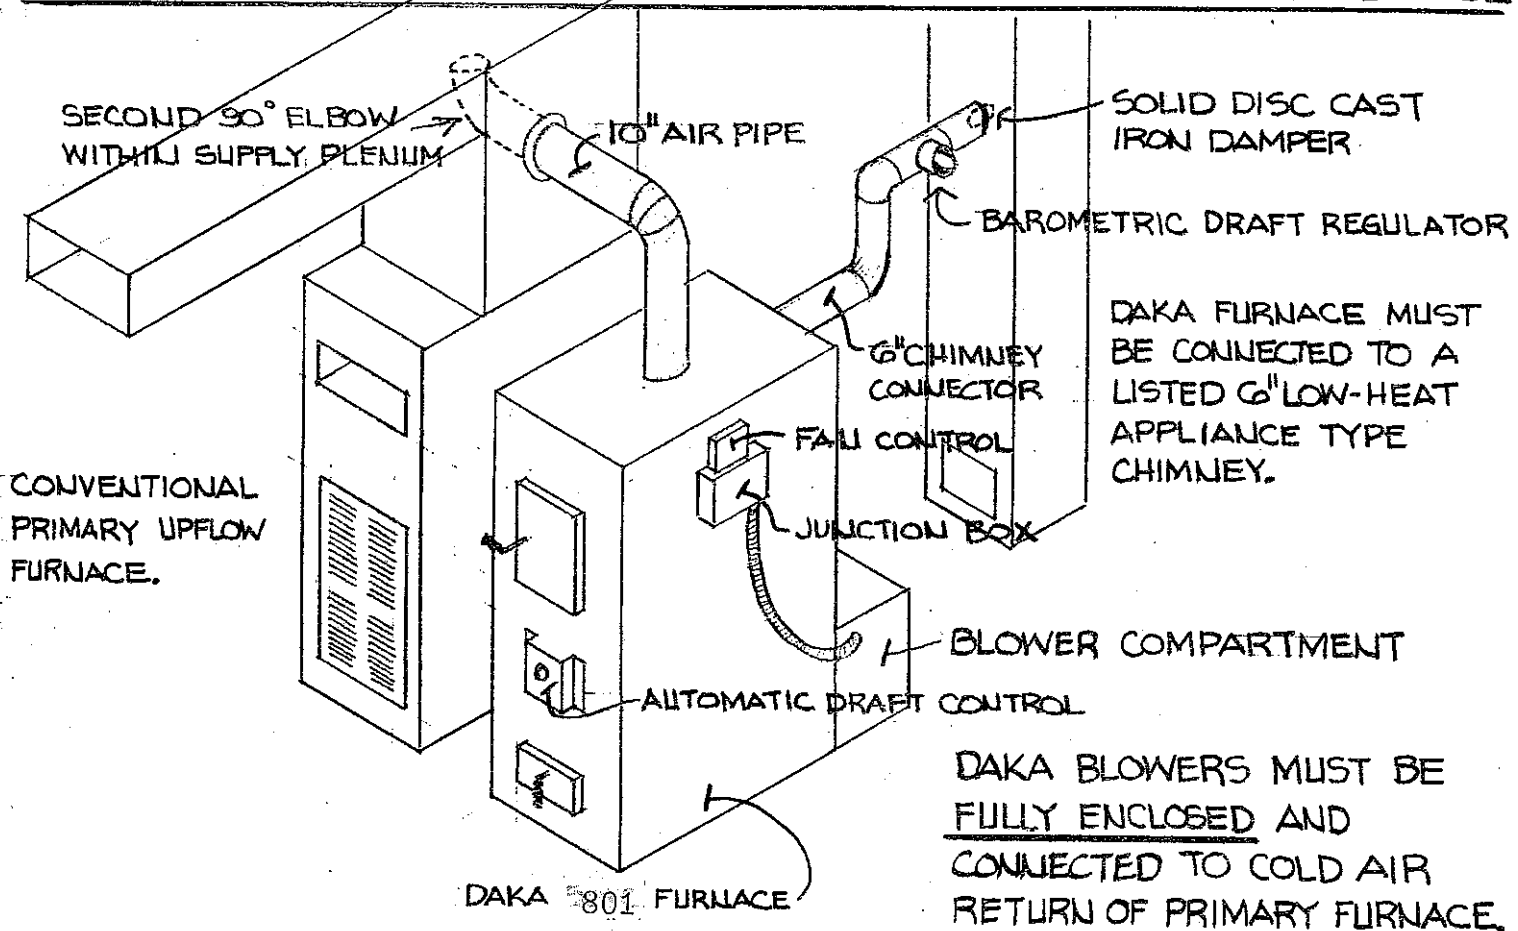 SECOND 90° ELBOW
WITHIN SUPPLY PLENUM
10" AIR PIPE
SOLID DISC CAST
IRON DAMPER
BAROMETRIC DRAFT REGULATOR
6" CHIMNEY
CONNECTOR
DAKA FURNACE MUST
BE CONNECTED TO A
LISTED 6" LOW-HEAT
APPLIANCE TYPE
CHIMNEY.
FAN CONTROL
JUNCTION BOX
CONVENTIONAL
PRIMARY UPFLOW
FURNACE.
BLOWER COMPARTMENT
AUTOMATIC DRAFT CONTROL
DAKA BLOWERS MUST BE
FULLY ENCLOSED AND
CONNECTED TO COLD AIR
RETURN OF PRIMARY FURNACE.
DAKA 801 FURNACE